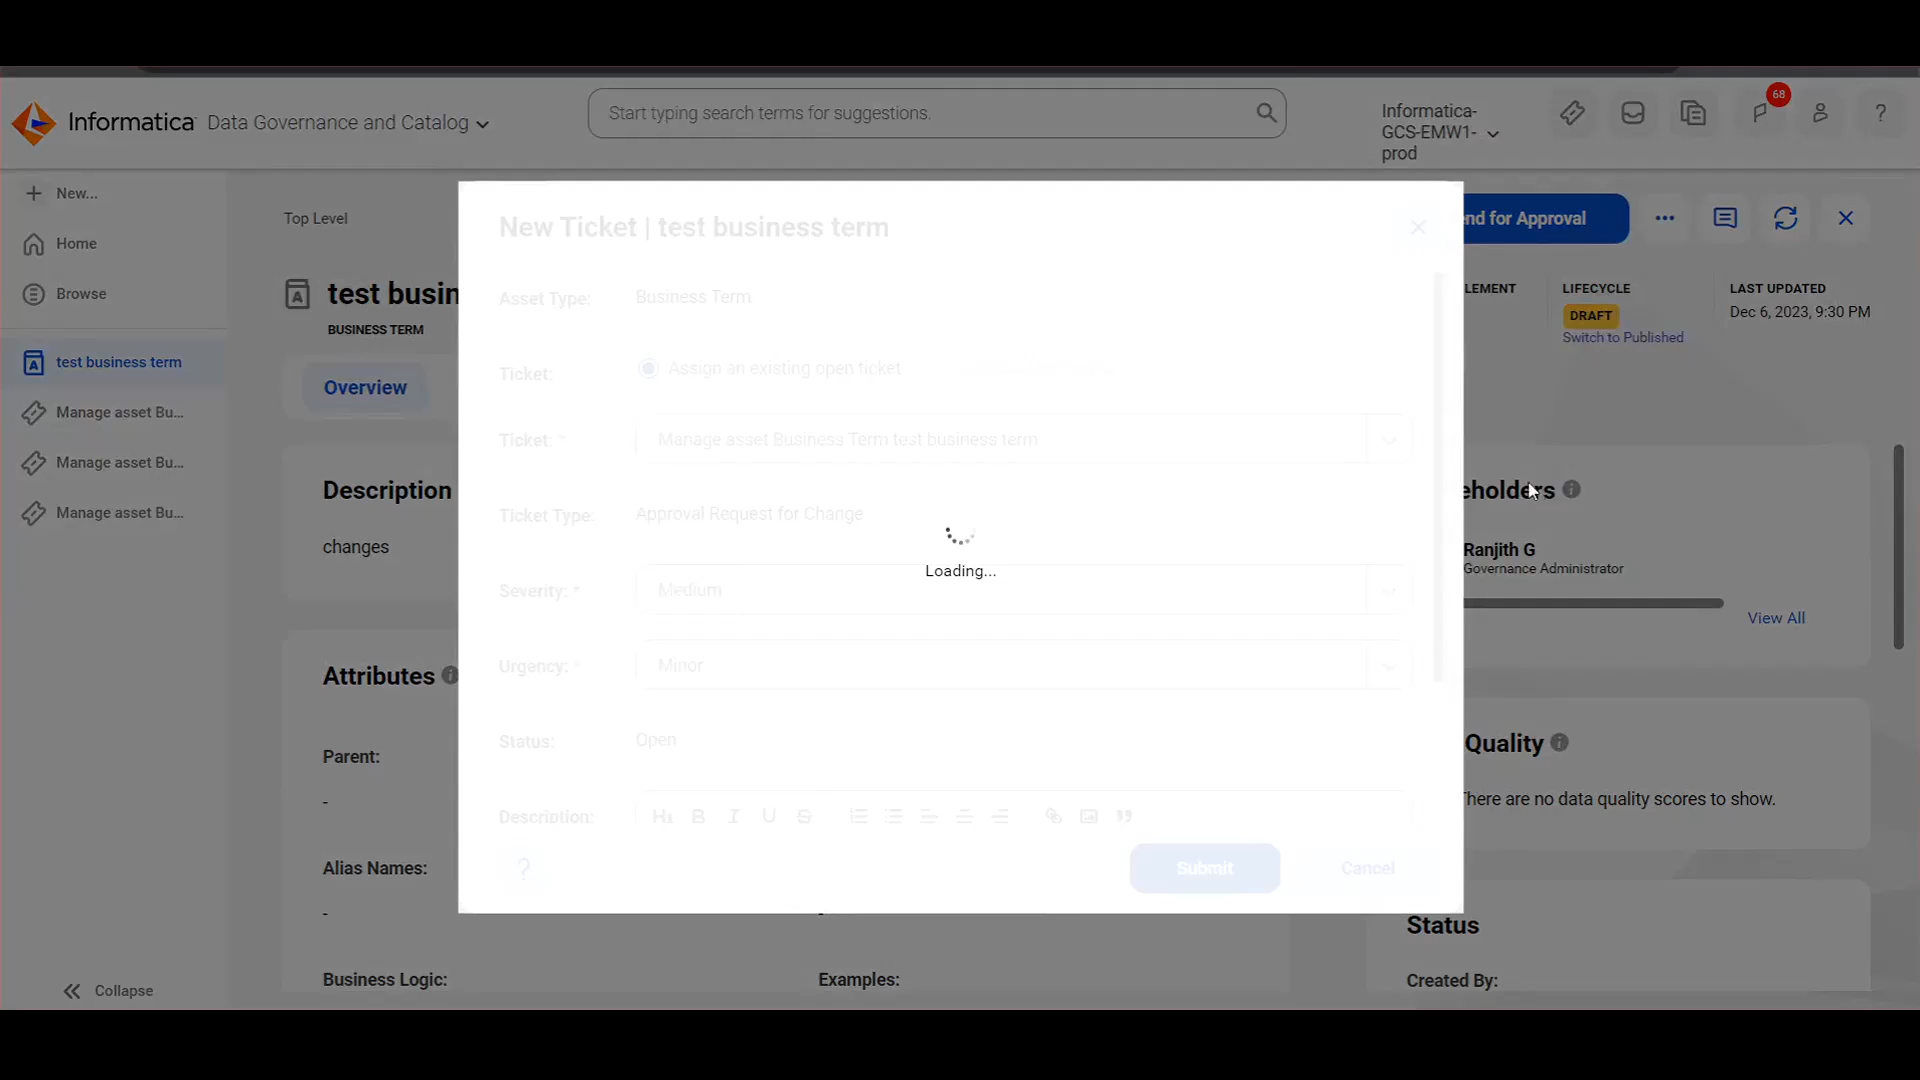 Informatica
Data Governance and Catalog
Start typing search terms for suggestions.
Informatica-
GCS-EMW1-
prod
68
?
New...
Home
Browse
test business term
Manage asset Bu...
Manage asset Bu...
Manage asset Bu...
Collapse
Top Level
nd for Approval
test busin
BUSINESS TERM
LEMENT
LIFECYCLE
DRAFT
Switch to Published
LAST UPDATED
Dec 6, 2023, 9:30 PM
Overview
Description
changes
Attributes
Parent:
-
Alias Names:
-
Business Logic:
Examples:
New Ticket | test business term
Asset Type:
Business Term
Ticket:
Assign an existing open ticket
Ticket: *
Manage asset Business Term test business term
Ticket Type:
Approval Request for Change
Loading...
Severity: *
Medium
Urgency: *
Minor
Status:
Open
Description:
H1 B I U S
?
Submit
Cancel
eholders
Ranjith G
Governance Administrator
View All
Quality
here are no data quality scores to show.
Status
Created By: